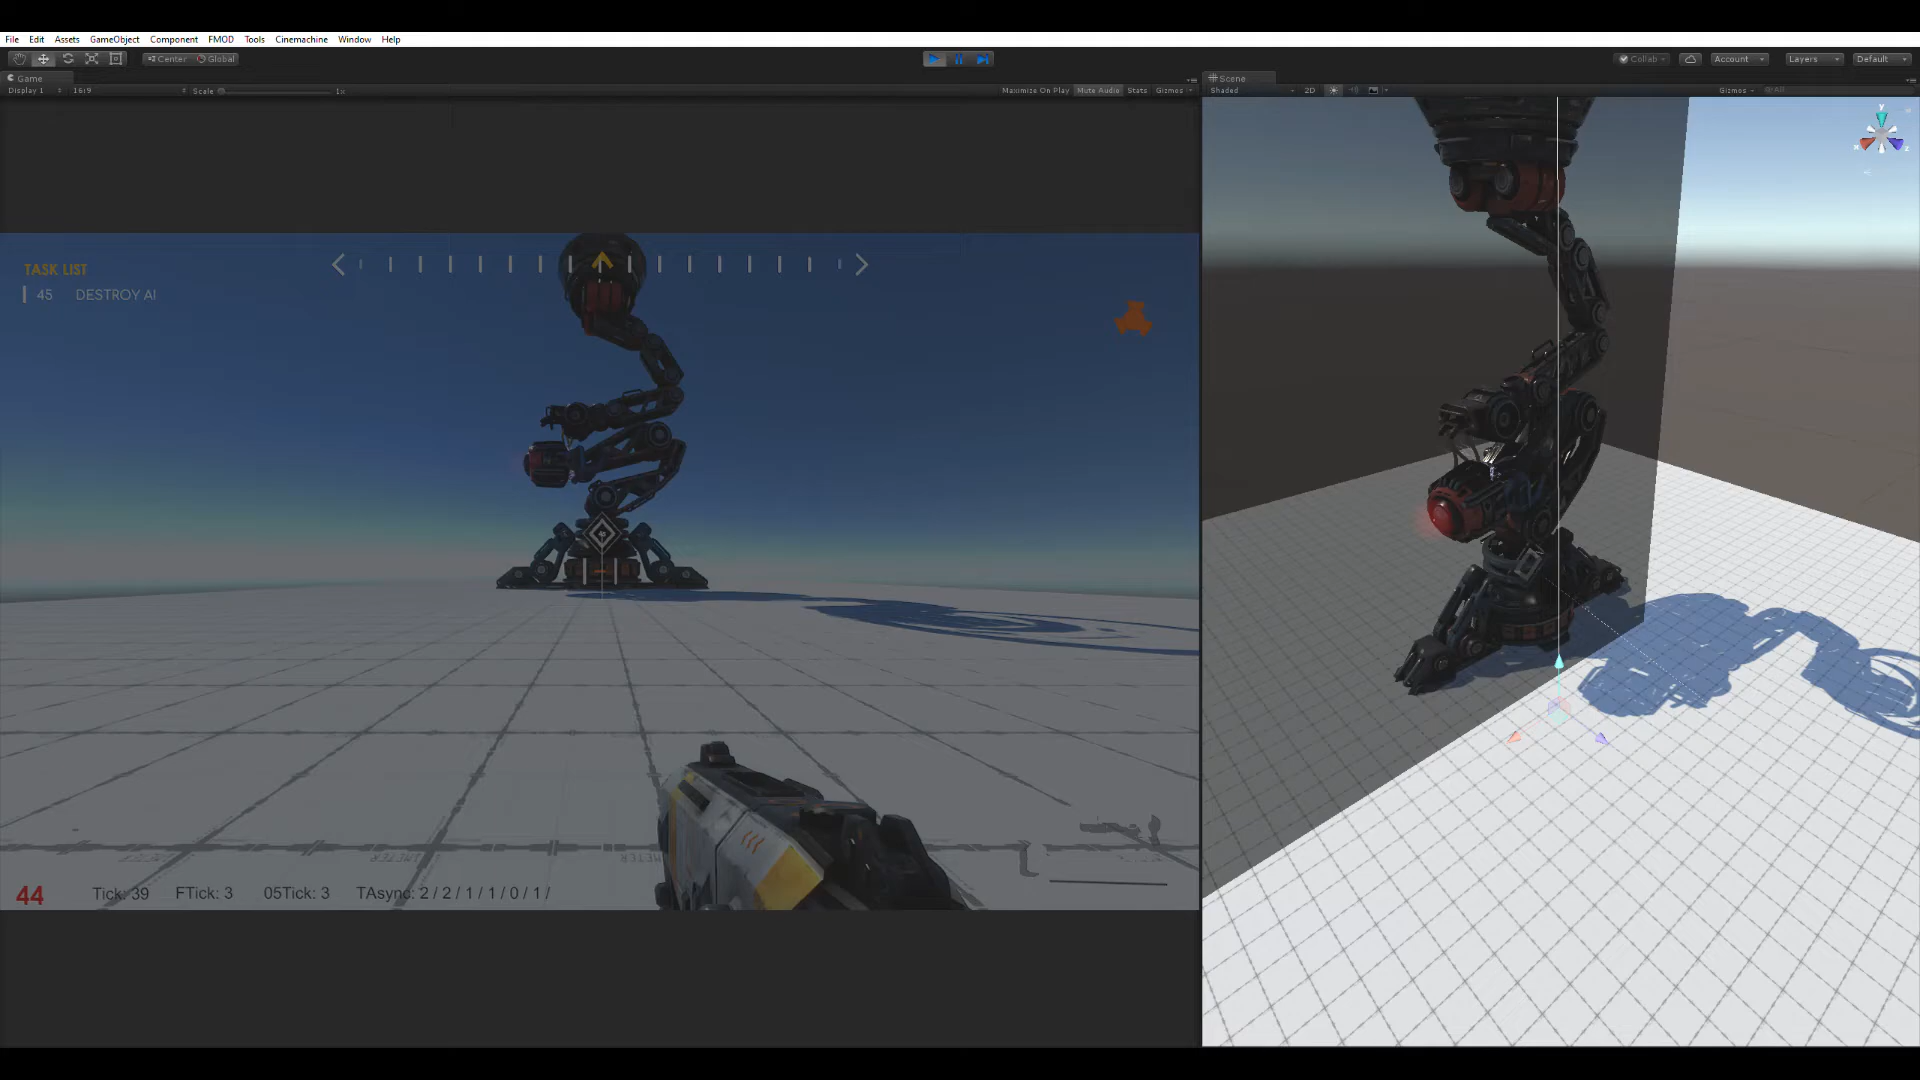 File Edit Assets GameObject Component FMOD Tools Cinemachine Window Help
Center Global Collab Account Layers Default
Game
Scene
Display 1 16:9 Scale 1x Maximize On Play Mute Audio Stats Gizmos
Shaded 2D Gizmos All
y
x z
TASK LIST
45 DESTROY AI
44 Tick: 39 FTick: 3 05Tick: 3 TAsync: 2 / 2 / 1 / 1 / 0 / 1 /